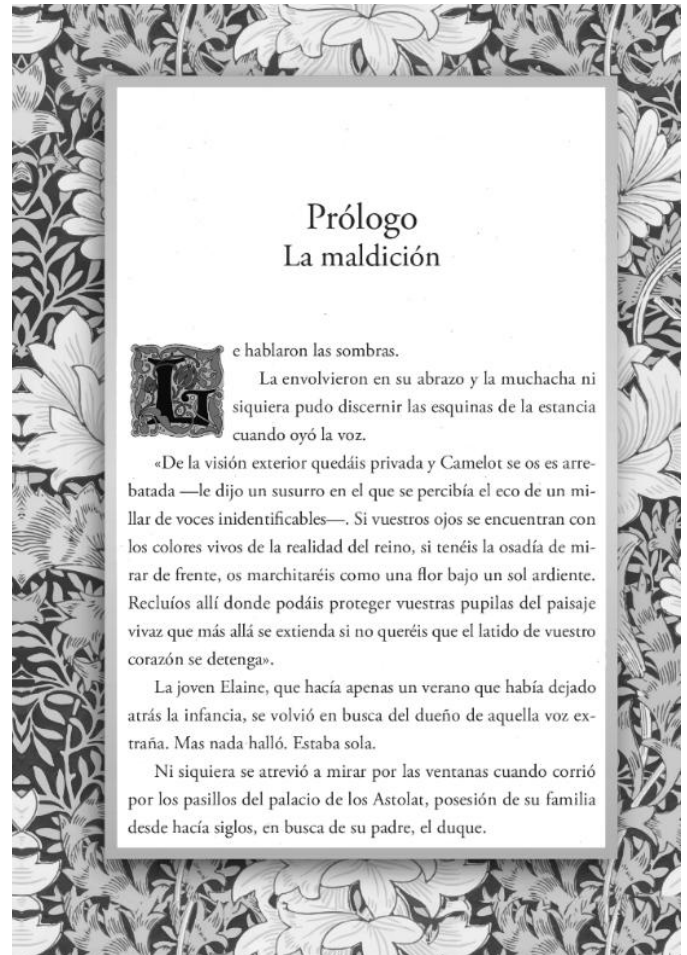 Prólogo
La maldición
Le hablaron las sombras.
La envolvieron en su abrazo y la muchacha ni
siquiera pudo discernir las esquinas de la estancia
cuando oyó la voz.
«De la visión exterior quedáis privada y Camelot se os es arre-
batada —le dijo un susurro en el que se percibía el eco de un mi-
llar de voces inidentificables—. Si vuestros ojos se encuentran con
los colores vivos de la realidad del reino, si tenéis la osadía de mi-
rar de frente, os marchitaréis como una flor bajo un sol ardiente.
Recluíos allí donde podáis proteger vuestras pupilas del paisaje
vivaz que más allá se extienda si no queréis que el latido de vuestro
corazón se detenga».
La joven Elaine, que hacía apenas un verano que había dejado
atrás la infancia, se volvió en busca del dueño de aquella voz ex-
traña. Mas nada halló. Estaba sola.
Ni siquiera se atrevió a mirar por las ventanas cuando corrió
por los pasillos del palacio de los Astolat, posesión de su familia
desde hacía siglos, en busca de su padre, el duque.